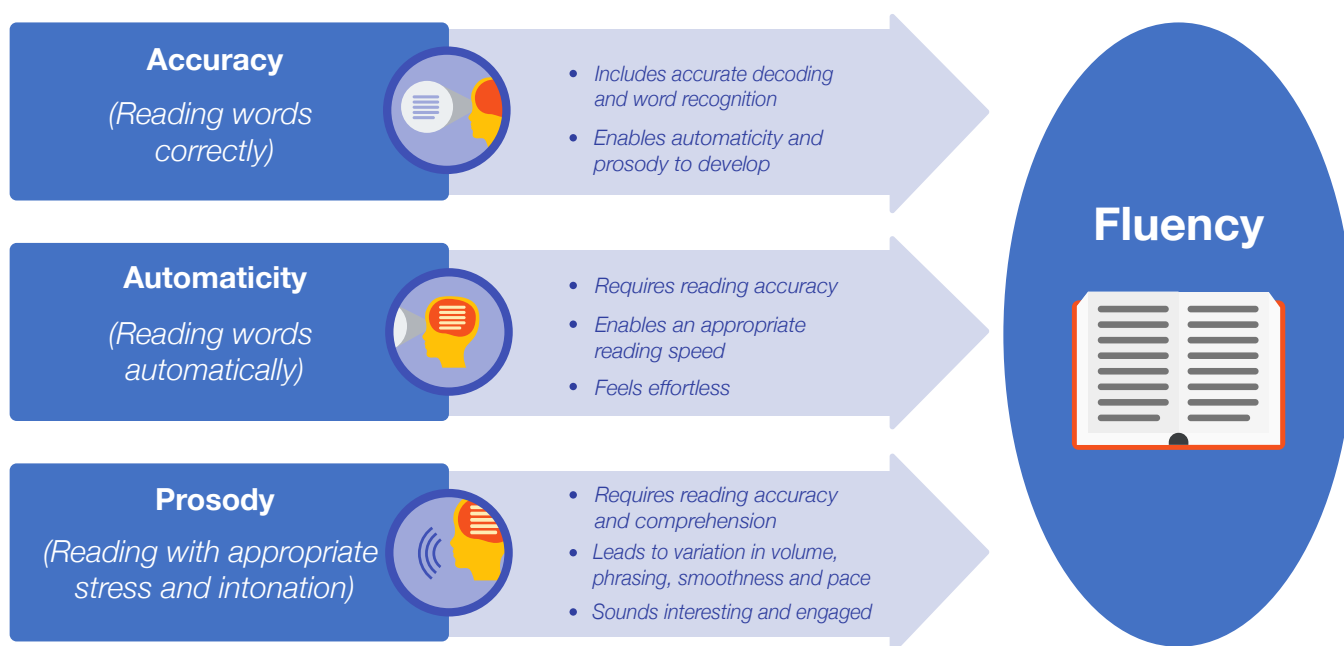 Accuracy
(Reading words
correctly)
• Includes accurate decoding
and word recognition
• Enables automaticity and
prosody to develop
Automaticity
(Reading words
automatically)
• Requires reading accuracy
• Enables an appropriate
reading speed
• Feels effortless
Prosody
(Reading with appropriate
stress and intonation)
• Requires reading accuracy
and comprehension
• Leads to variation in volume,
phrasing, smoothness and pace
• Sounds interesting and engaged
Fluency